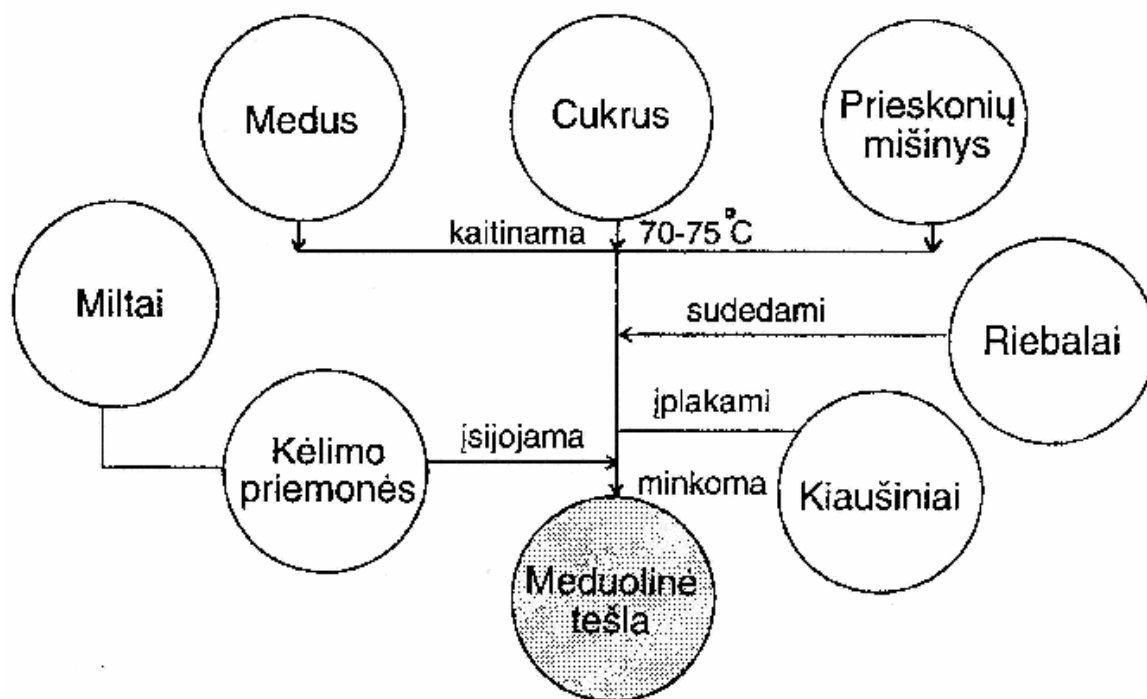 Medus
Cukrus
Prieskonių
mišinys
kaitinama 70-75°C
Miltai
sudedami
Riebalai
įplakami
Kėlimo
priemonės
įsijojama
minkoma
Kiaušiniai
Meduolinė
tešla